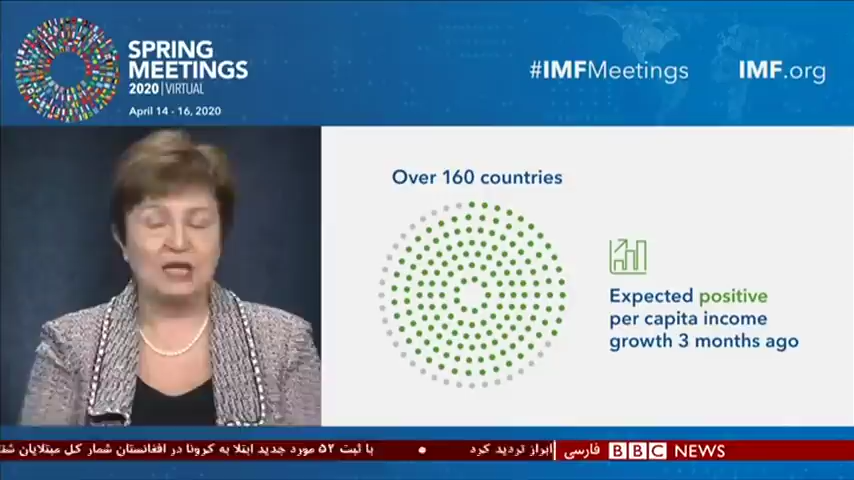 SPRING
MEETINGS
2020 | VIRTUAL
April 14 - 16, 2020
#IMFMeetings
IMF.org
Over 160 countries
Expected positive
per capita income
growth 3 months ago
ابراز تردید کرد • با ثبت ۵۲ مورد جدید ابتلا به کرونا در افغانستان شمار کل مبتلایان
BBC NEWS فارسی